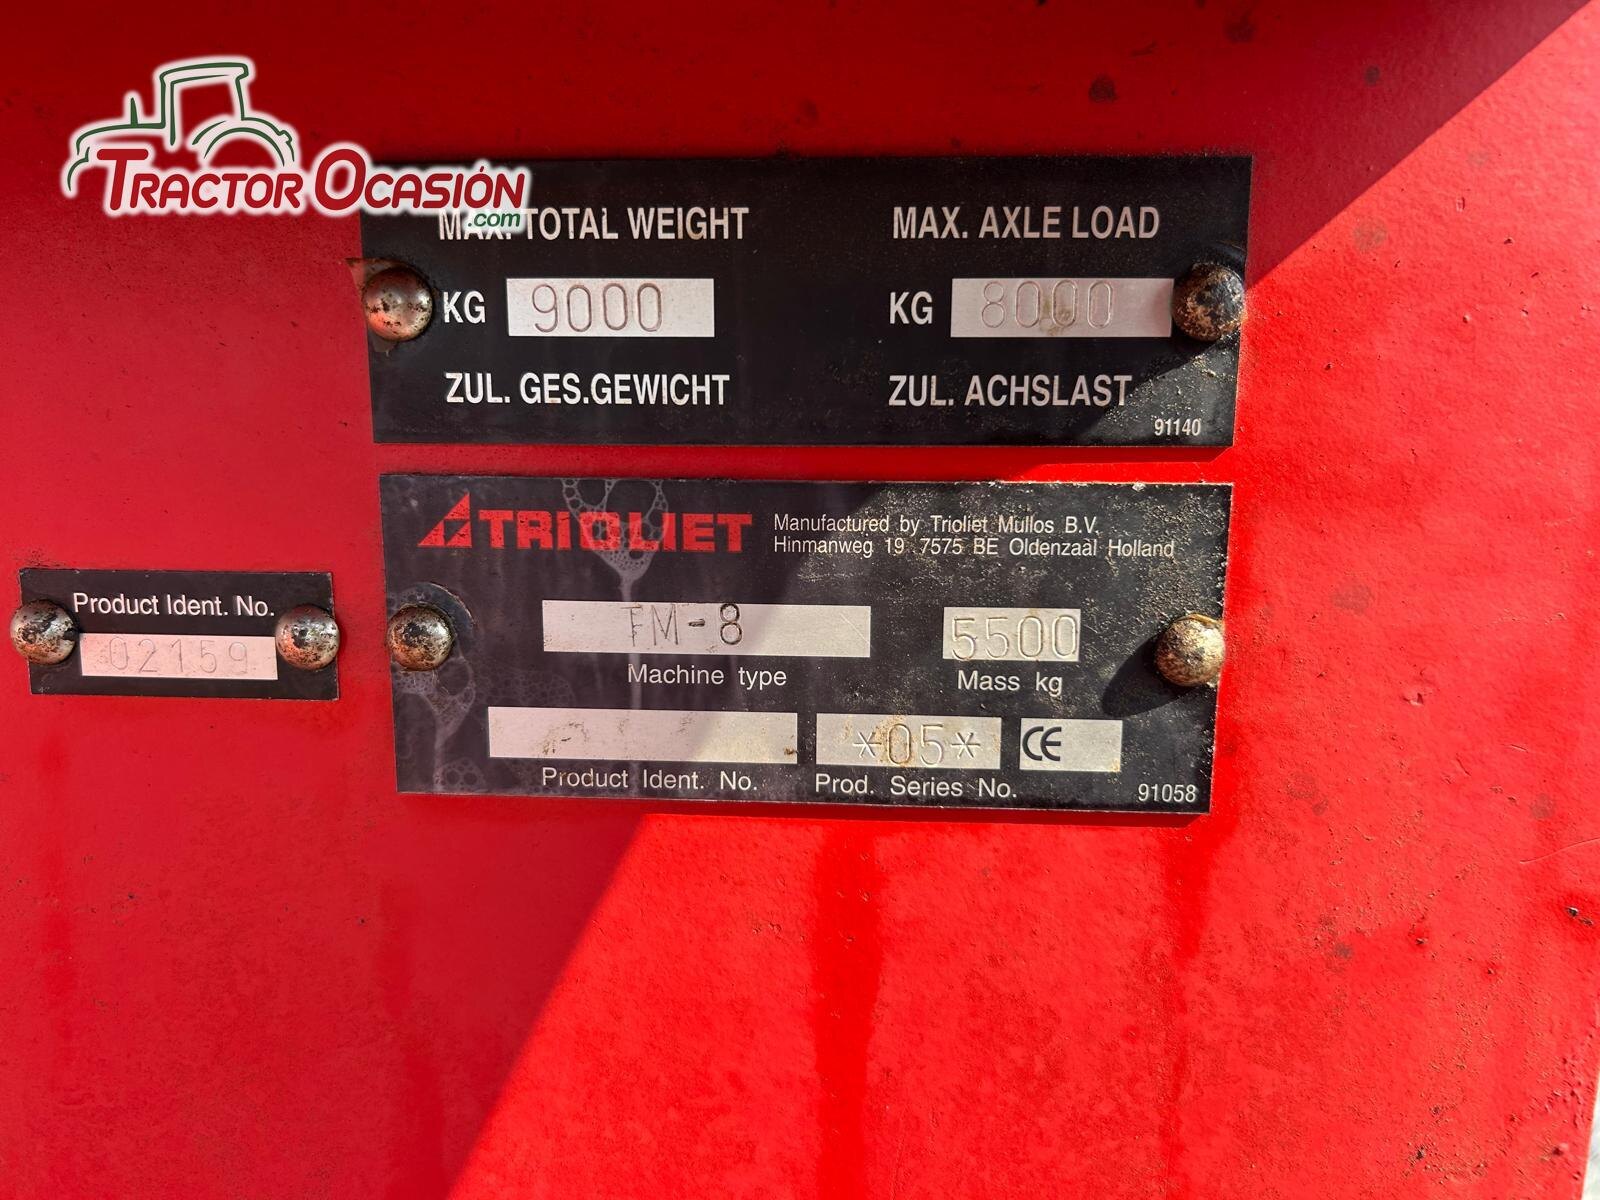 TRACTOR OCASIÓN
.com
MAX. TOTAL WEIGHT MAX. AXLE LOAD
KG 9000 KG 8000
ZUL. GES.GEWICHT ZUL. ACHSLAST
91140
TRIOLIET Manufactured by Trioliet Mullos B.V.
Hinmanweg 19 7575 BE Oldenzaal Holland
Product Ident. No.
02159
TM-8 5500
Machine type Mass kg
*05* CE
Product Ident. No. Prod. Series No. 91058